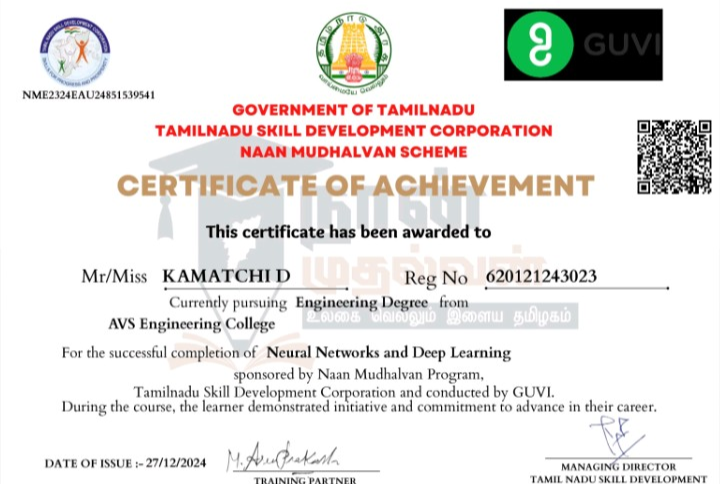 NME2324EAU24851539541
GUVI
GOVERNMENT OF TAMILNADU
TAMILNADU SKILL DEVELOPMENT CORPORATION
NAAN MUDHALVAN SCHEME
CERTIFICATE OF ACHIEVEMENT
This certificate has been awarded to
நான்
முதல்வன்
Mr/Miss KAMATCHI D Reg No 620121243023
Currently pursuing Engineering Degree from
AVS Engineering College
உலகை வெல்லும் இளைய தமிழகம்
For the successful completion of Neural Networks and Deep Learning
sponsored by Naan Mudhalvan Program,
Tamilnadu Skill Development Corporation and conducted by GUVI.
During the course, the learner demonstrated initiative and commitment to advance in their career.
DATE OF ISSUE :- 27/12/2024
TRAINING PARTNER
MANAGING DIRECTOR
TAMIL NADU SKILL DEVELOPMENT